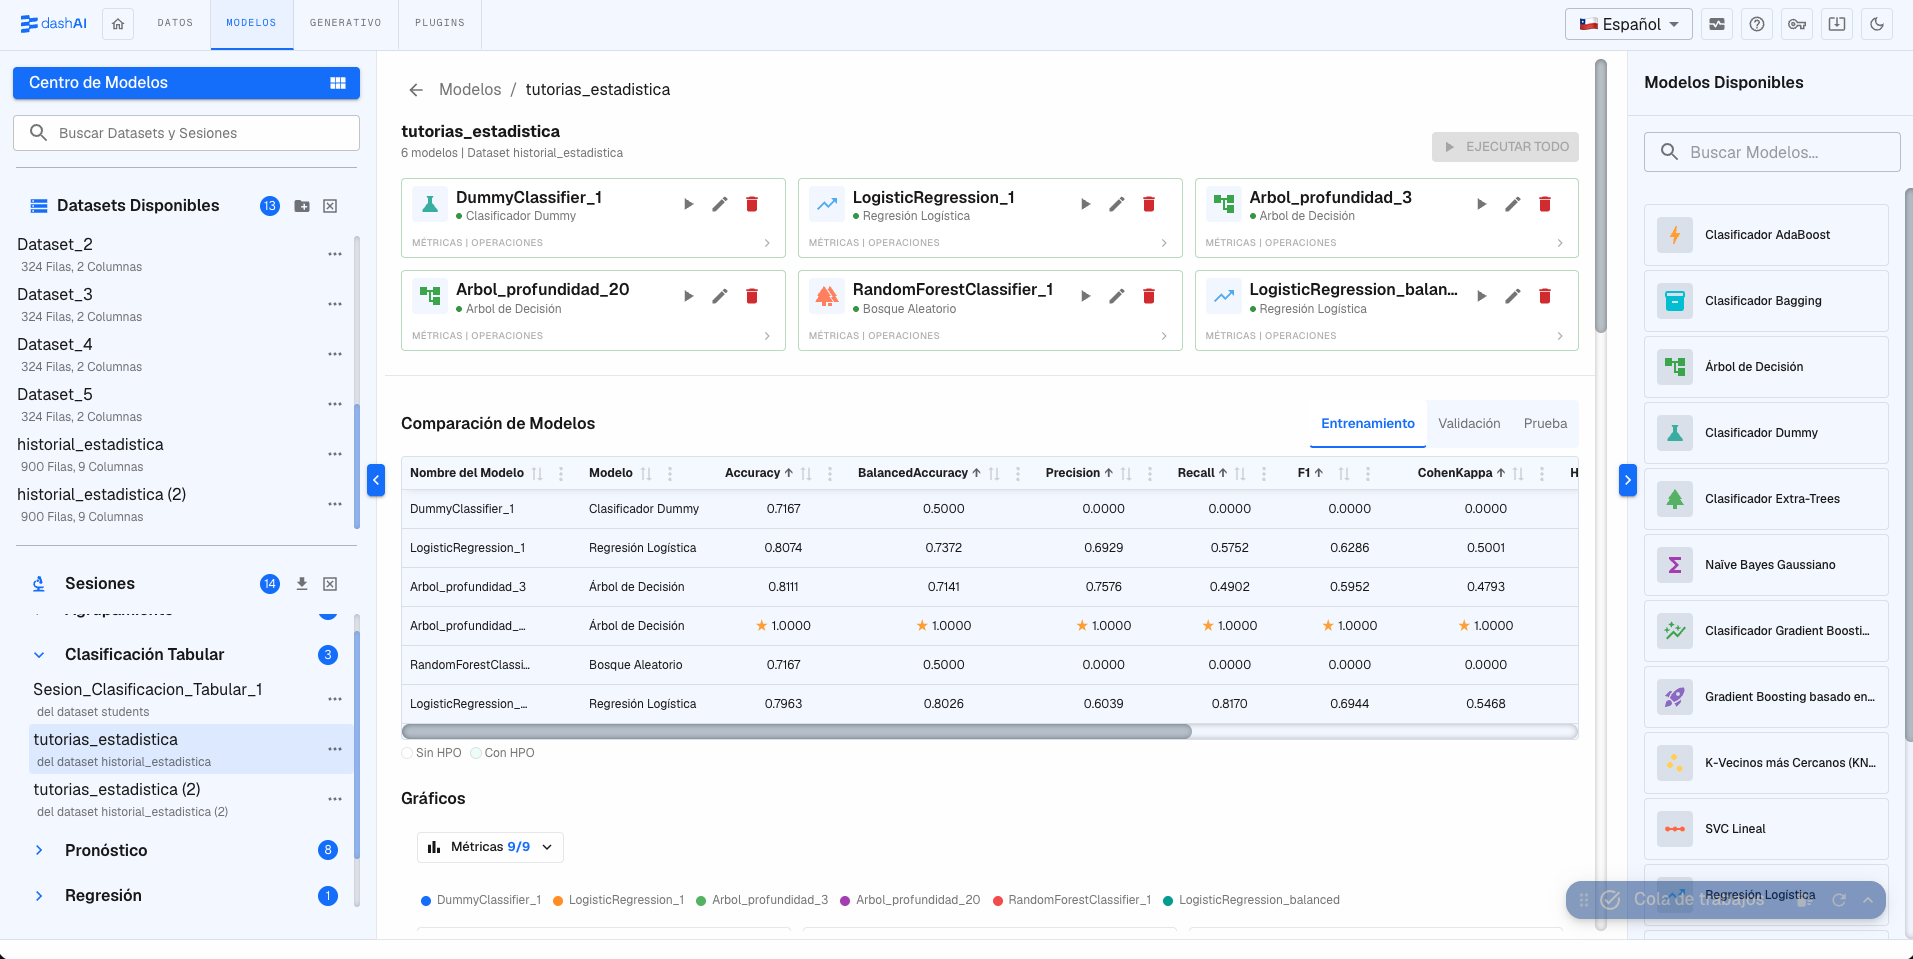 dashAI
DATOS
MODELOS
GENERATIVO
PLUGINS
Español
Centro de Modelos
Buscar Datasets y Sesiones
Datasets Disponibles
13
Dataset_2
324 Filas, 2 Columnas
Dataset_3
324 Filas, 2 Columnas
Dataset_4
324 Filas, 2 Columnas
Dataset_5
324 Filas, 2 Columnas
historial_estadistica
900 Filas, 9 Columnas
historial_estadistica (2)
900 Filas, 9 Columnas
Sesiones
14
Agrupamiento
Clasificación Tabular
3
Sesion_Clasificacion_Tabular_1
del dataset students
tutorias_estadistica
del dataset historial_estadistica
tutorias_estadistica (2)
del dataset historial_estadistica (2)
Pronóstico
8
Regresión
1
Modelos / tutorias_estadistica
tutorias_estadistica
6 modelos | Dataset historial_estadistica
EJECUTAR TODO
DummyClassifier_1
Clasificador Dummy
MÉTRICAS | OPERACIONES
LogisticRegression_1
Regresión Logística
MÉTRICAS | OPERACIONES
Arbol_profundidad_3
Árbol de Decisión
MÉTRICAS | OPERACIONES
Arbol_profundidad_20
Árbol de Decisión
MÉTRICAS | OPERACIONES
RandomForestClassifier_1
Bosque Aleatorio
MÉTRICAS | OPERACIONES
LogisticRegression_balan...
Regresión Logística
MÉTRICAS | OPERACIONES
Comparación de Modelos
Entrenamiento
Validación
Prueba
Nombre del Modelo Modelo Accuracy BalancedAccuracy Precision Recall F1 CohenKappa H
DummyClassifier_1 Clasificador Dummy 0.7167 0.5000 0.0000 0.0000 0.0000 0.0000
LogisticRegression_1 Regresión Logística 0.8074 0.7372 0.6929 0.5752 0.6286 0.5001
Arbol_profundidad_3 Árbol de Decisión 0.8111 0.7141 0.7576 0.4902 0.5952 0.4793
Arbol_profundidad_... Árbol de Decisión 1.0000 1.0000 1.0000 1.0000 1.0000 1.0000
RandomForestClassi... Bosque Aleatorio 0.7167 0.5000 0.0000 0.0000 0.0000 0.0000
LogisticRegression_... Regresión Logística 0.7963 0.8026 0.6039 0.8170 0.6944 0.5468
Sin HPO Con HPO
Gráficos
Métricas 9/9
DummyClassifier_1 LogisticRegression_1 Arbol_profundidad_3 Arbol_profundidad_20 RandomForestClassifier_1 LogisticRegression_balanced
Modelos Disponibles
Buscar Modelos...
Clasificador AdaBoost
Clasificador Bagging
Árbol de Decisión
Clasificador Dummy
Clasificador Extra-Trees
Naïve Bayes Gaussiano
Clasificador Gradient Boosti...
Gradient Boosting basado en...
K-Vecinos más Cercanos (KN...
SVC Lineal
Regresión Logística
Cola de trabajos